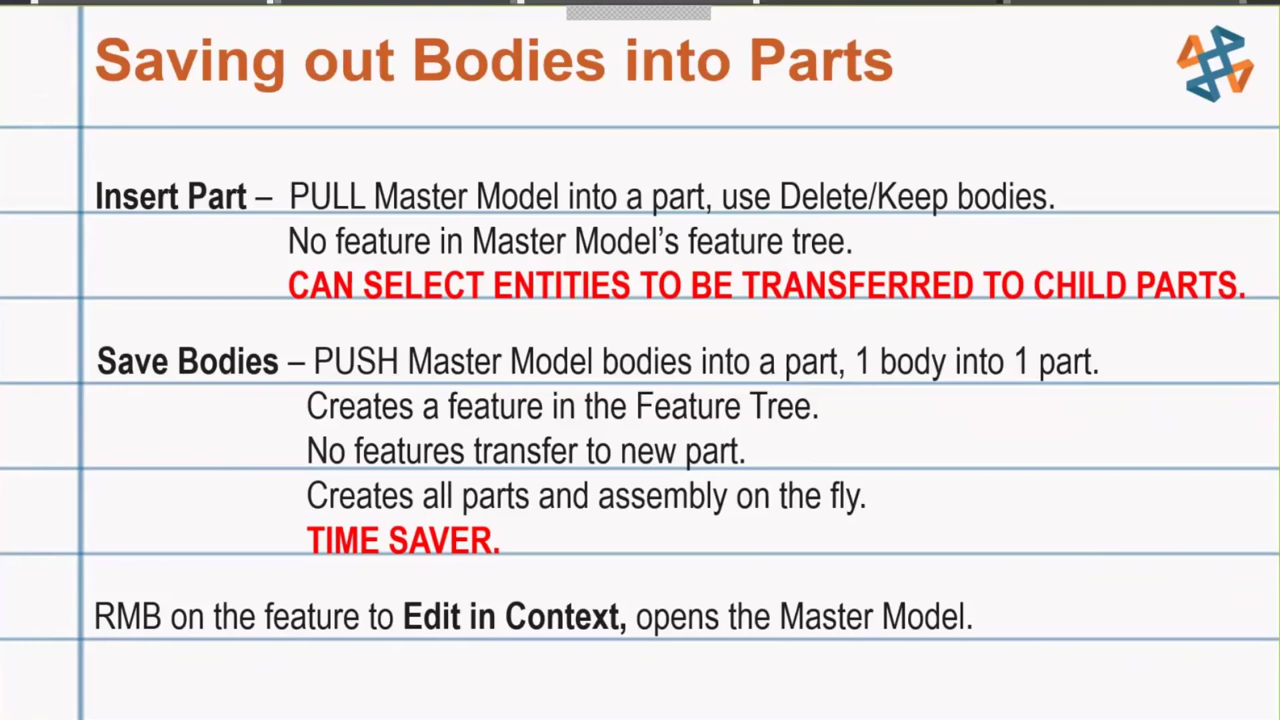 Saving out Bodies into Parts
Insert Part – PULL Master Model into a part, use Delete/Keep bodies.
No feature in Master Model’s feature tree.
CAN SELECT ENTITIES TO BE TRANSFERRED TO CHILD PARTS.
Save Bodies – PUSH Master Model bodies into a part, 1 body into 1 part.
Creates a feature in the Feature Tree.
No features transfer to new part.
Creates all parts and assembly on the fly.
TIME SAVER.
RMB on the feature to Edit in Context, opens the Master Model.